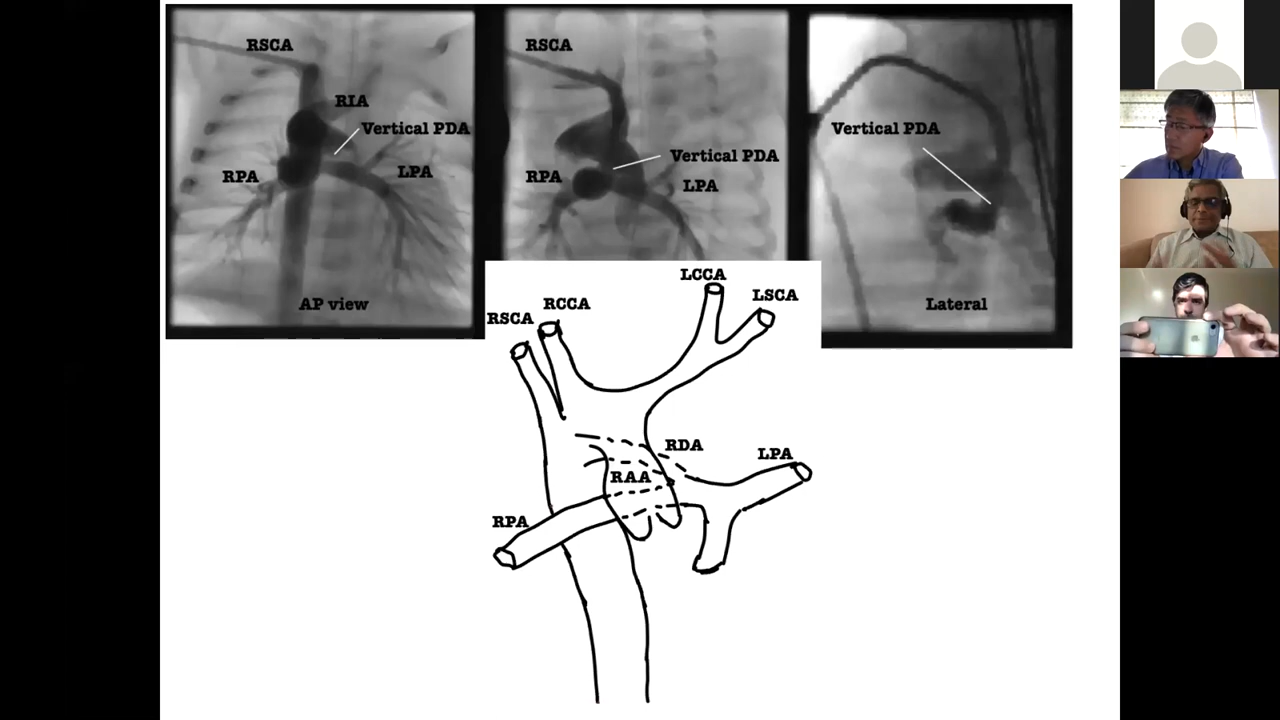 RSCA
RIA
Vertical PDA
RPA
LPA
AP view
RSCA
Vertical PDA
RPA
LPA
Vertical PDA
Lateral
LCCA
LSCA
RCCA
RSCA
RDA
LPA
RAA
RPA